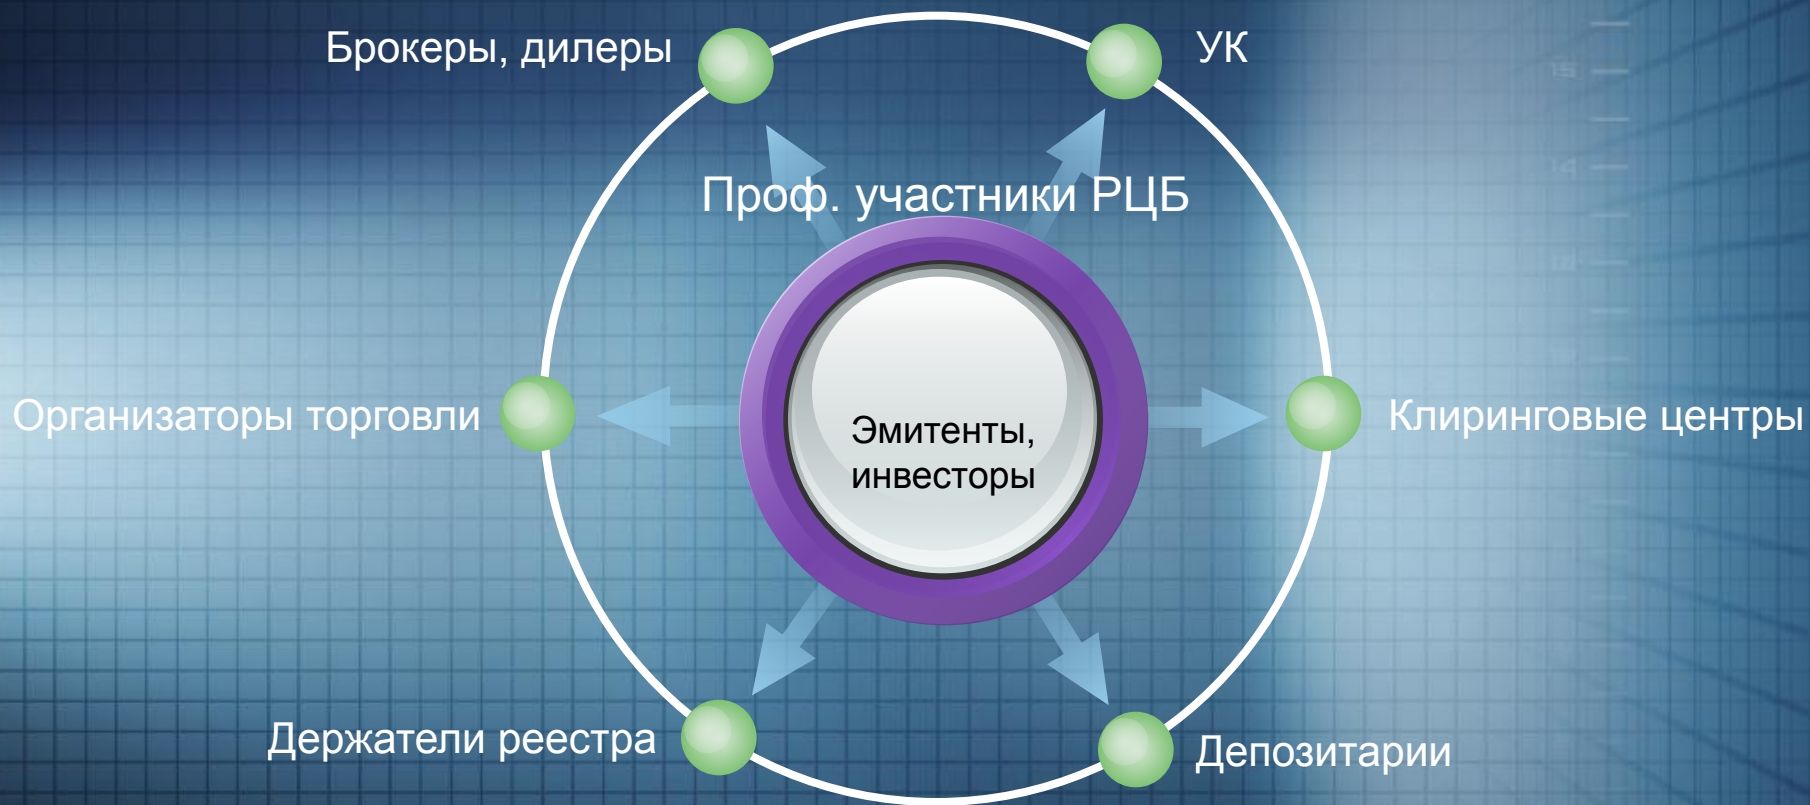 Брокеры, дилеры
УК
Проф. участники РЦБ
Организаторы торговли
Эмитенты,
инвесторы
Клиринговые центры
Держатели реестра
Депозитарии